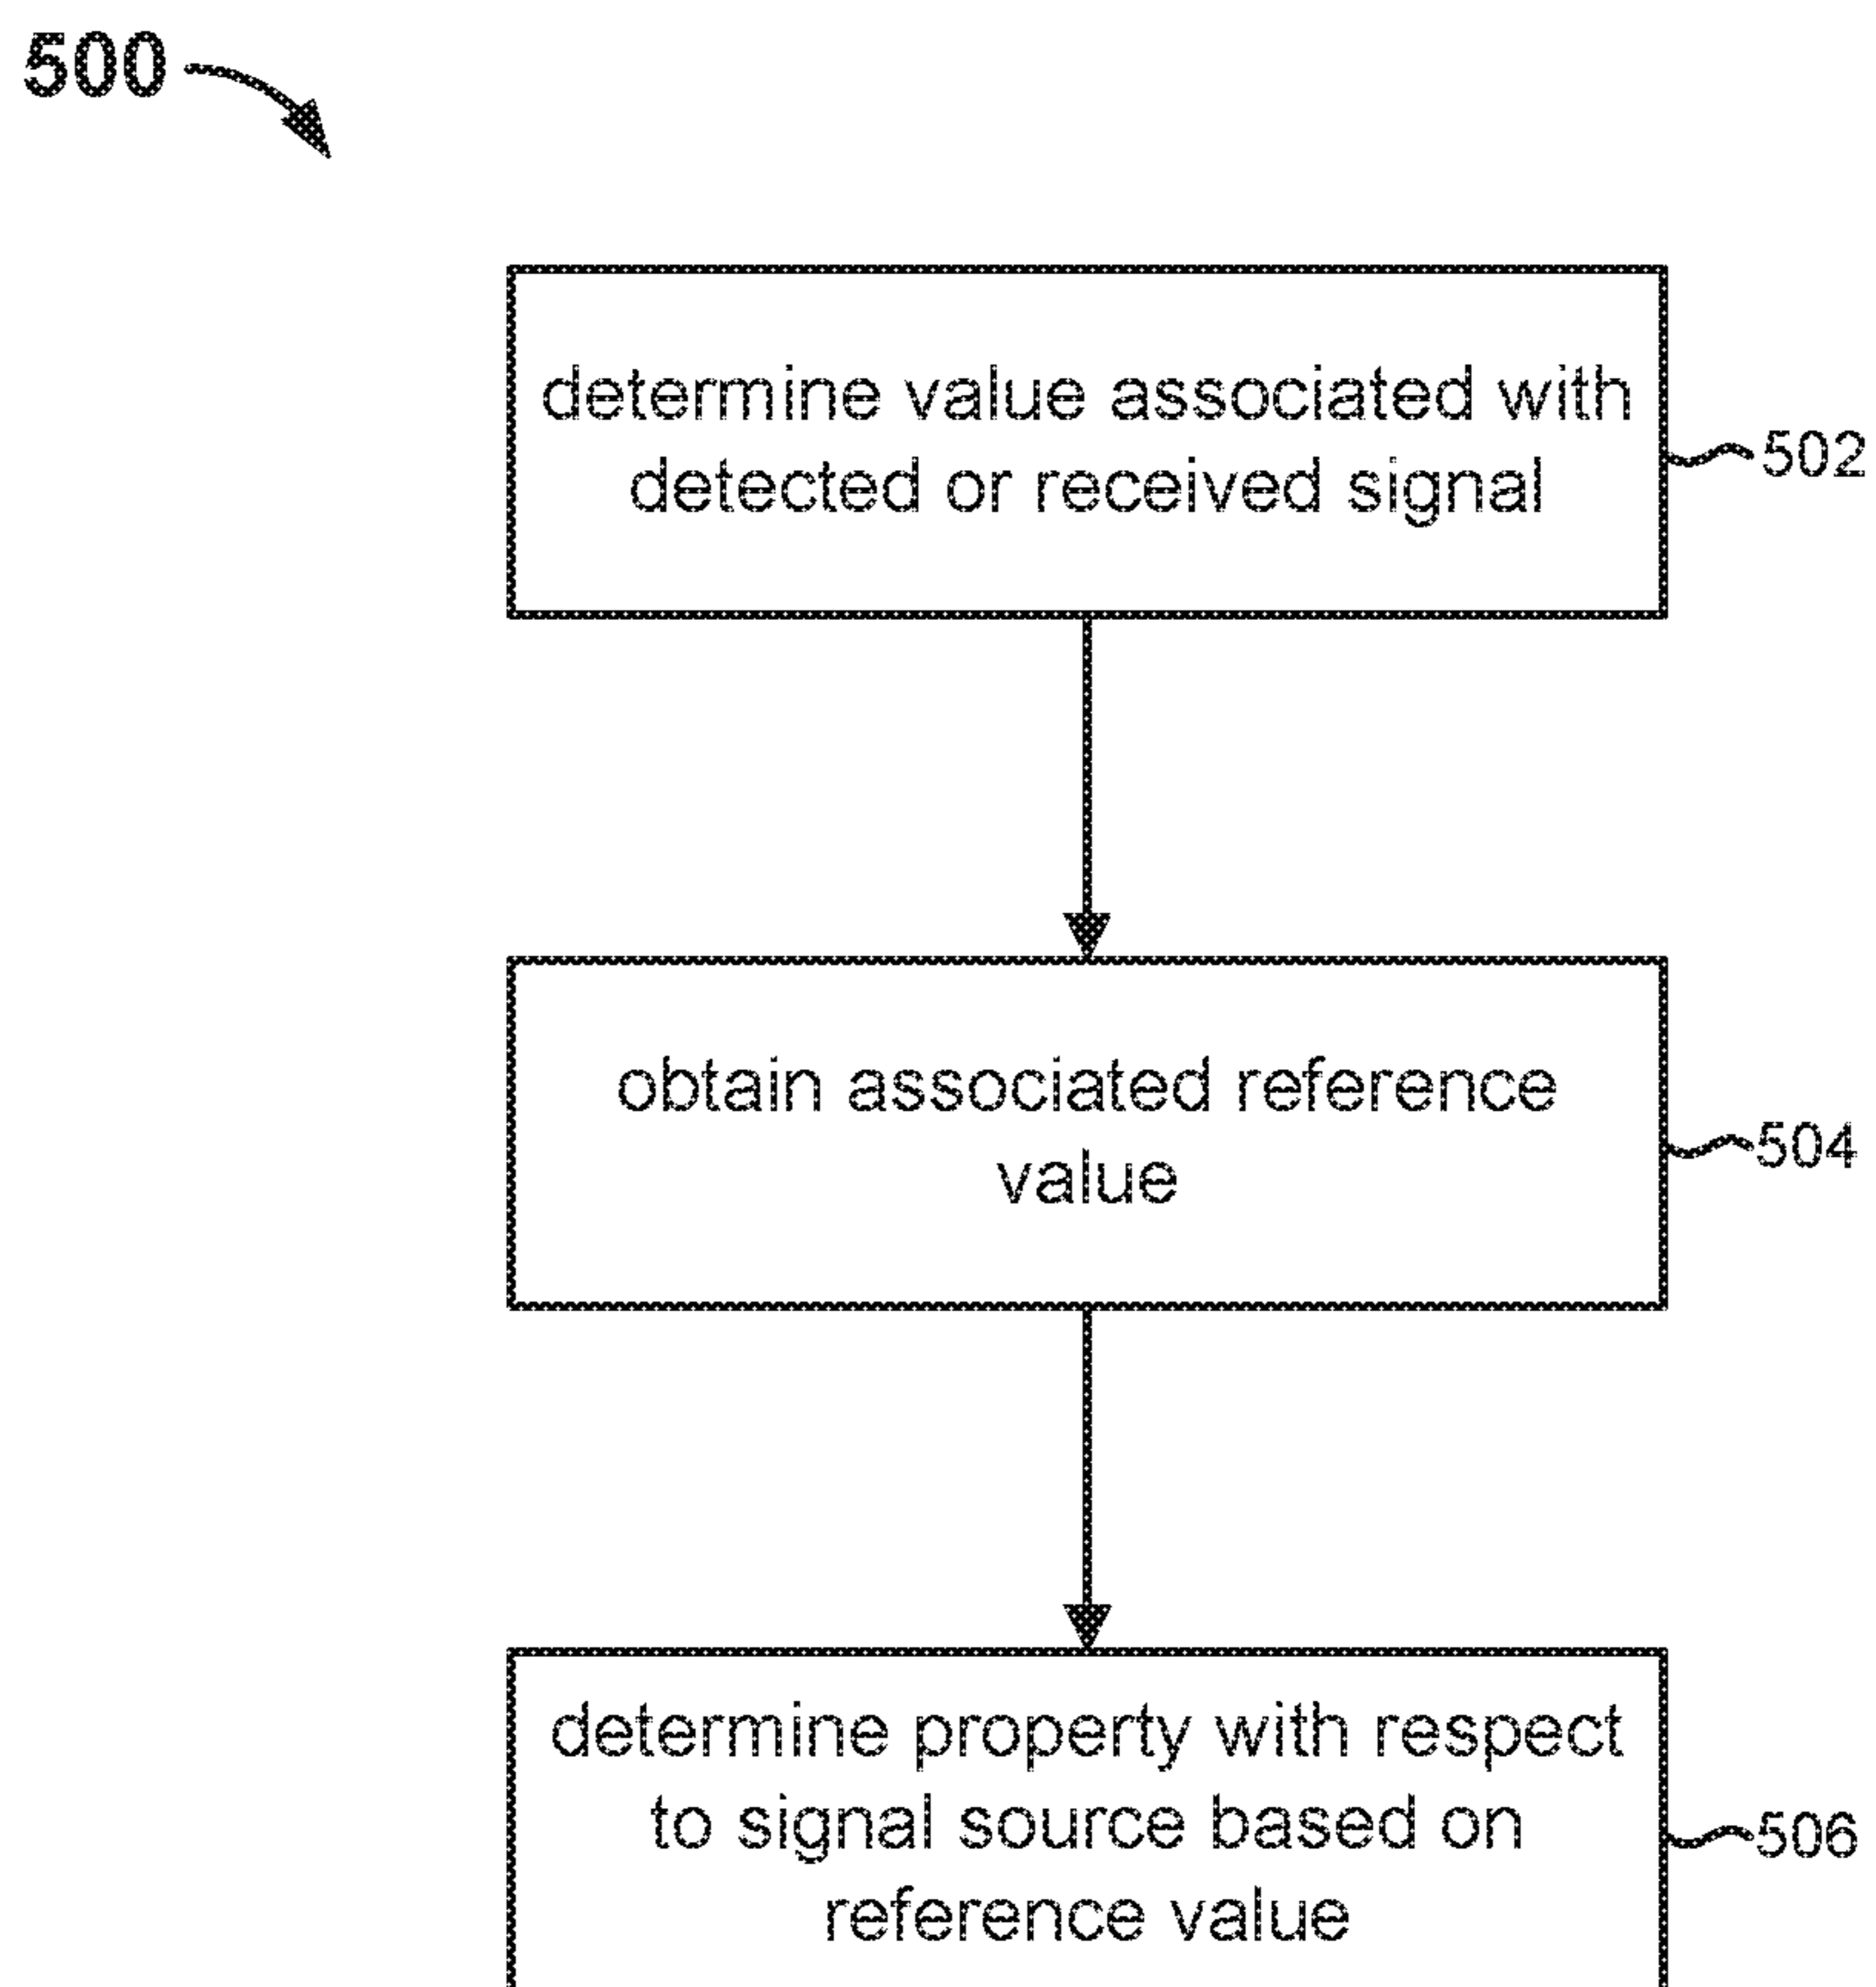 500
determine value associated with
detected or received signal
502
obtain associated reference
value
504
determine property with respect
to signal source based on
reference value
506